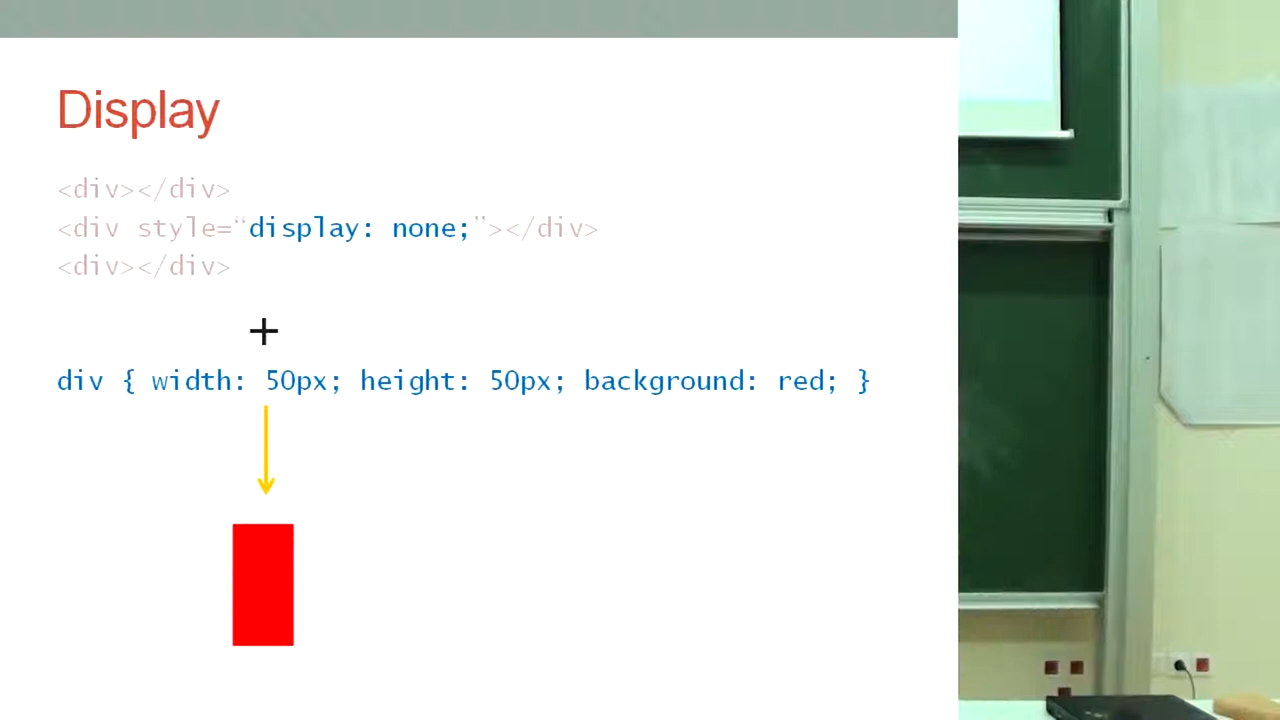 Display
<div></div>
<div style=“display: none;”></div>
<div></div>
+
div { width: 50px; height: 50px; background: red; }